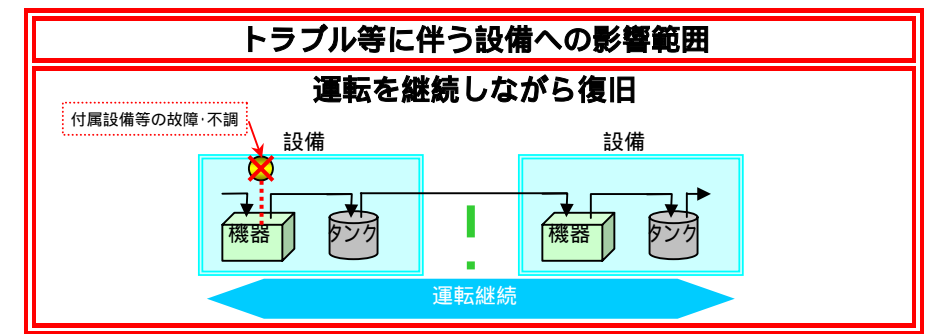 トラブル等に伴う設備への影響範囲
運転を継続しながら復旧
付属設備等の故障・不調
設備
設備
機器
タンク
機器
タンク
運転継続